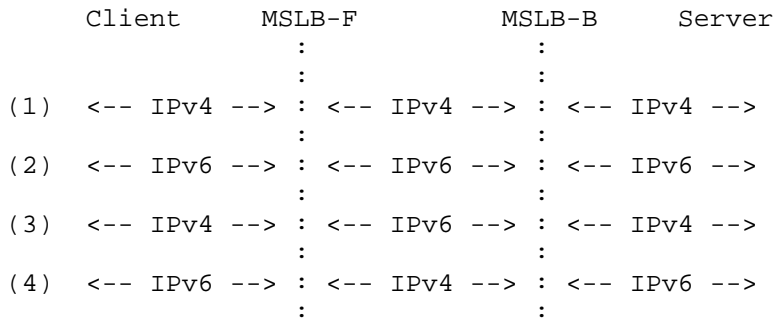 Client MSLB-F MSLB-B Server
: :
: :
(1) <-- IPv4 --> : <-- IPv4 --> : <-- IPv4 -->
: :
(2) <-- IPv6 --> : <-- IPv6 --> : <-- IPv6 -->
: :
(3) <-- IPv4 --> : <-- IPv6 --> : <-- IPv4 -->
: :
(4) <-- IPv6 --> : <-- IPv4 --> : <-- IPv6 -->
: :